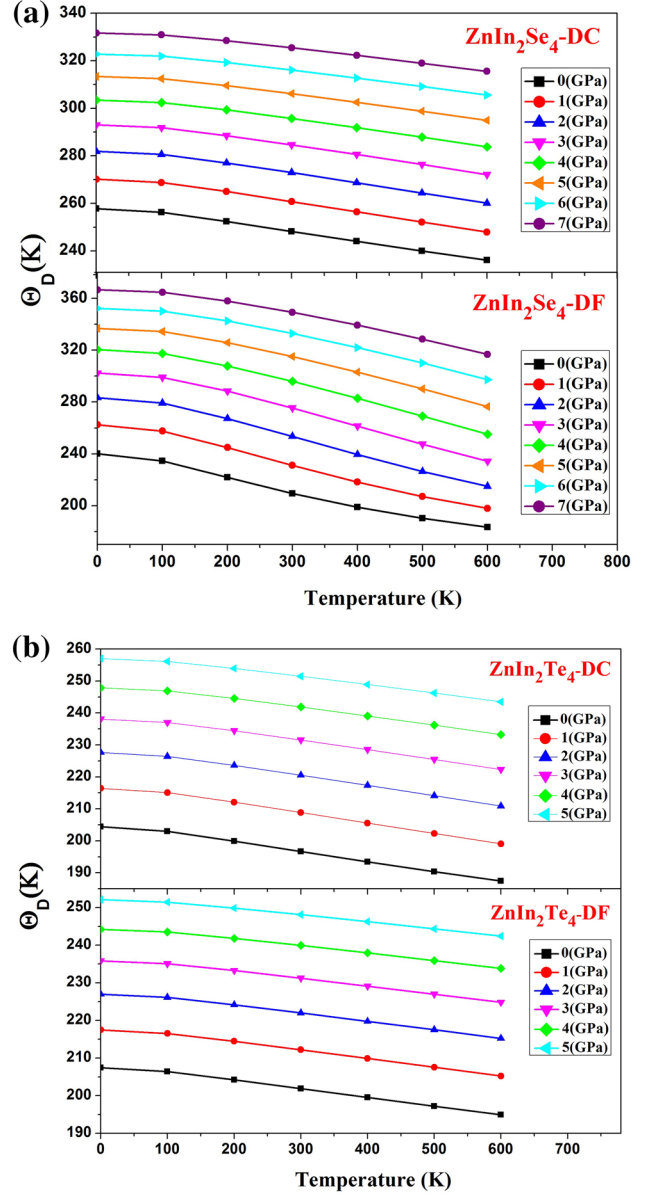 (a)
340
ZnIn₂Se₄-DC
320
0(GPa)
1(GPa)
300
2(GPa)
3(GPa)
4(GPa)
280
5(GPa)
6(GPa)
260
7(GPa)
240
Θ_D(K)
ZnIn₂Se₄-DF
360
0(GPa)
320
1(GPa)
2(GPa)
280
3(GPa)
4(GPa)
240
5(GPa)
6(GPa)
200
7(GPa)
0 100 200 300 400 500 600 700 800
Temperature (K)
(b)
260
ZnIn₂Te₄-DC
250
240
0(GPa)
1(GPa)
230
2(GPa)
220
3(GPa)
4(GPa)
210
5(GPa)
200
190
Θ_D(K)
ZnIn₂Te₄-DF
250
240
0(GPa)
1(GPa)
230
2(GPa)
3(GPa)
220
4(GPa)
210
5(GPa)
200
190
0 100 200 300 400 500 600 700
Temperature (K)